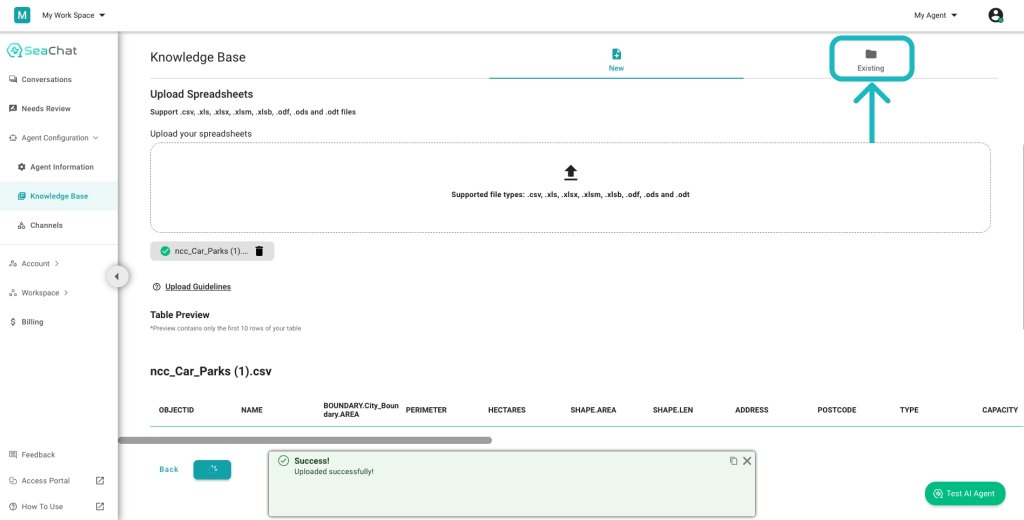 M My Work Space
My Agent
SeaChat
Conversations
Needs Review
Agent Configuration
Agent Information
Knowledge Base
Channels
Account
Workspace
Billing
Feedback
Access Portal
How To Use
Knowledge Base
New
Existing
Upload Spreadsheets
Support .csv, .xls, .xlsx, .xlsm, .xlsb, .odf, .ods and .odt files
Upload your spreadsheets
Supported file types: .csv, .xls, .xlsx, .xlsm, .xlsb, .odf, .ods and .odt
ncc_Car_Parks (1)....
Upload Guidelines
Table Preview
*Preview contains only the first 10 rows of your table
ncc_Car_Parks (1).csv
OBJECTID NAME BOUNDARY.City_Boun PERIMETER HECTARES SHAPE.AREA SHAPE.LEN ADDRESS POSTCODE TYPE CAPACITY
dary.AREA
Back
Success!
Uploaded successfully!
Test AI Agent